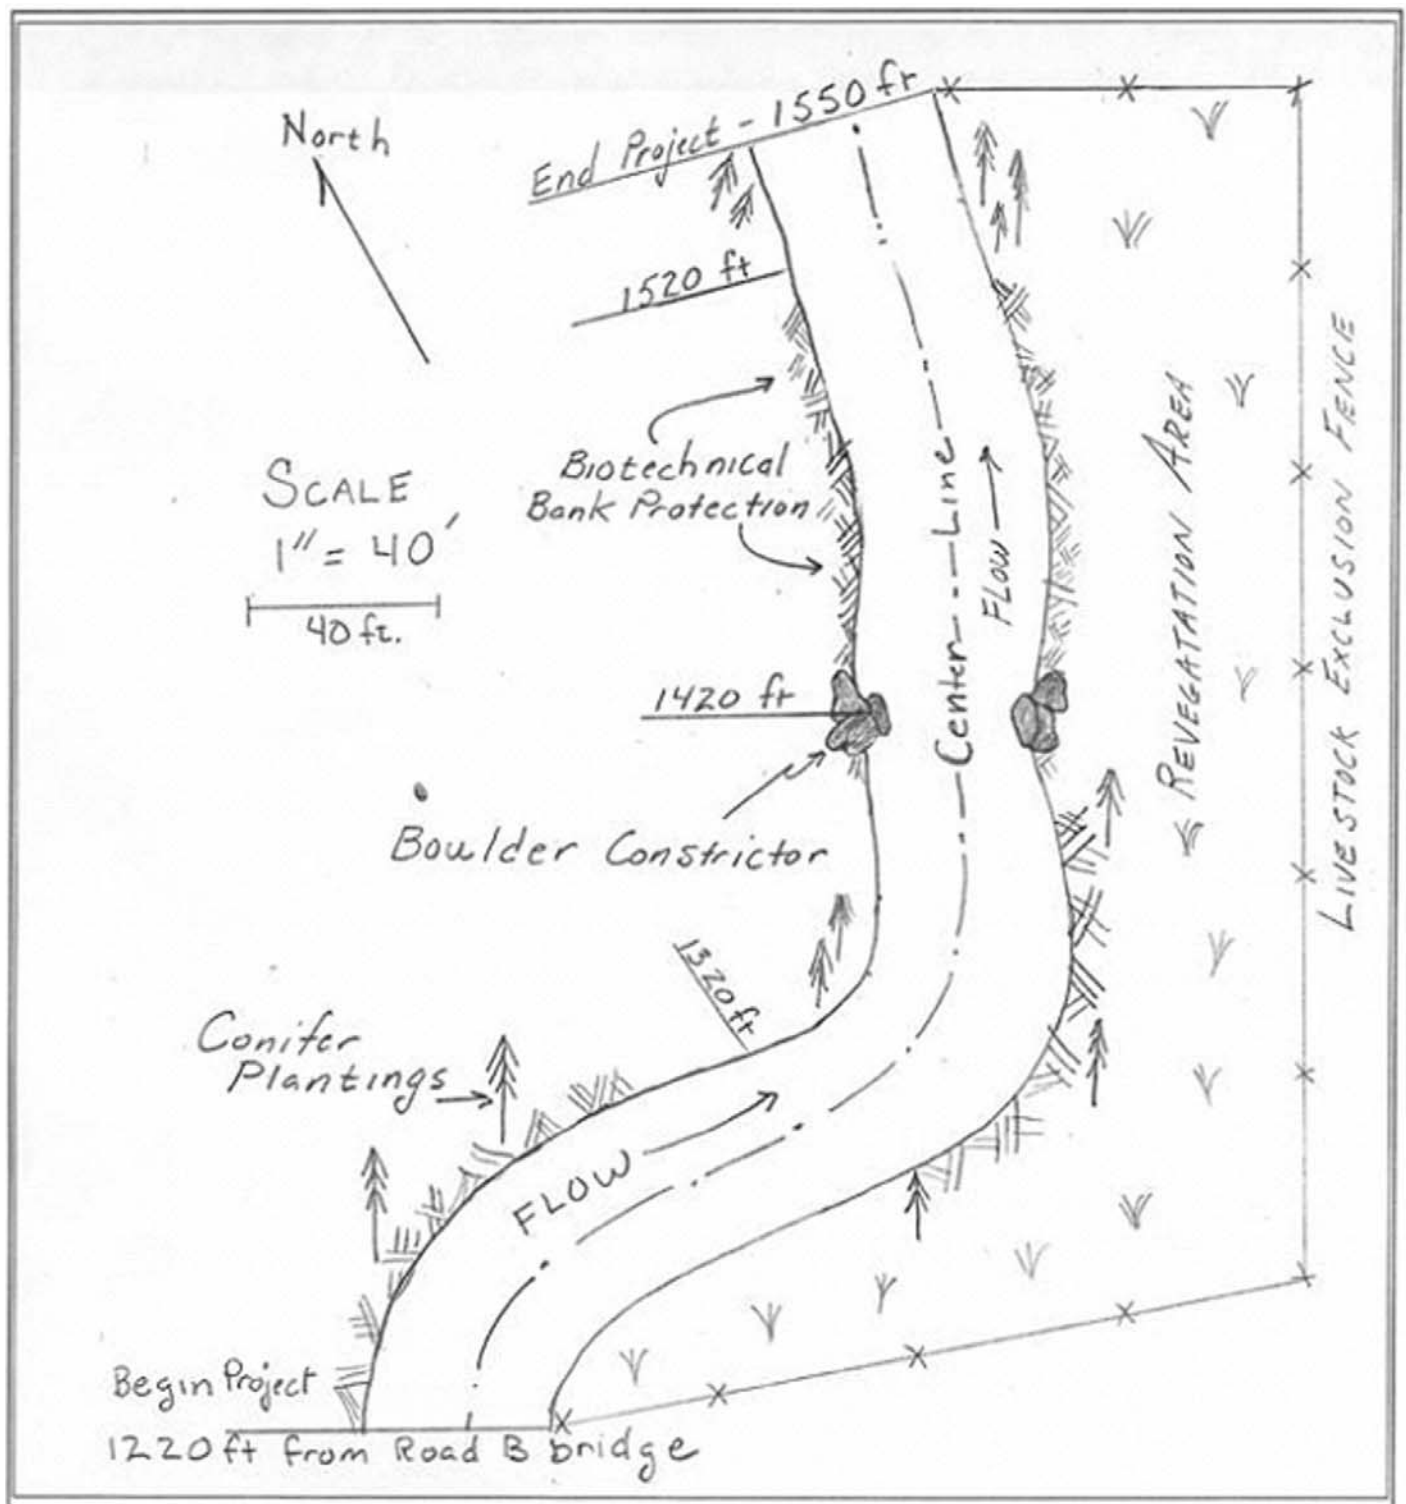 End Project - 1550 ft
North
1520 ft
Biotechnical
Bank Protection
SCALE
1" = 40'
40 ft.
Center Line
FLOW
REVEGATATION AREA
LIVESTOCK EXCLUSION FENCE
1420 ft
Boulder Constrictor
1320 ft
Conifer
Plantings
FLOW
Begin Project
1220 ft from Road B bridge